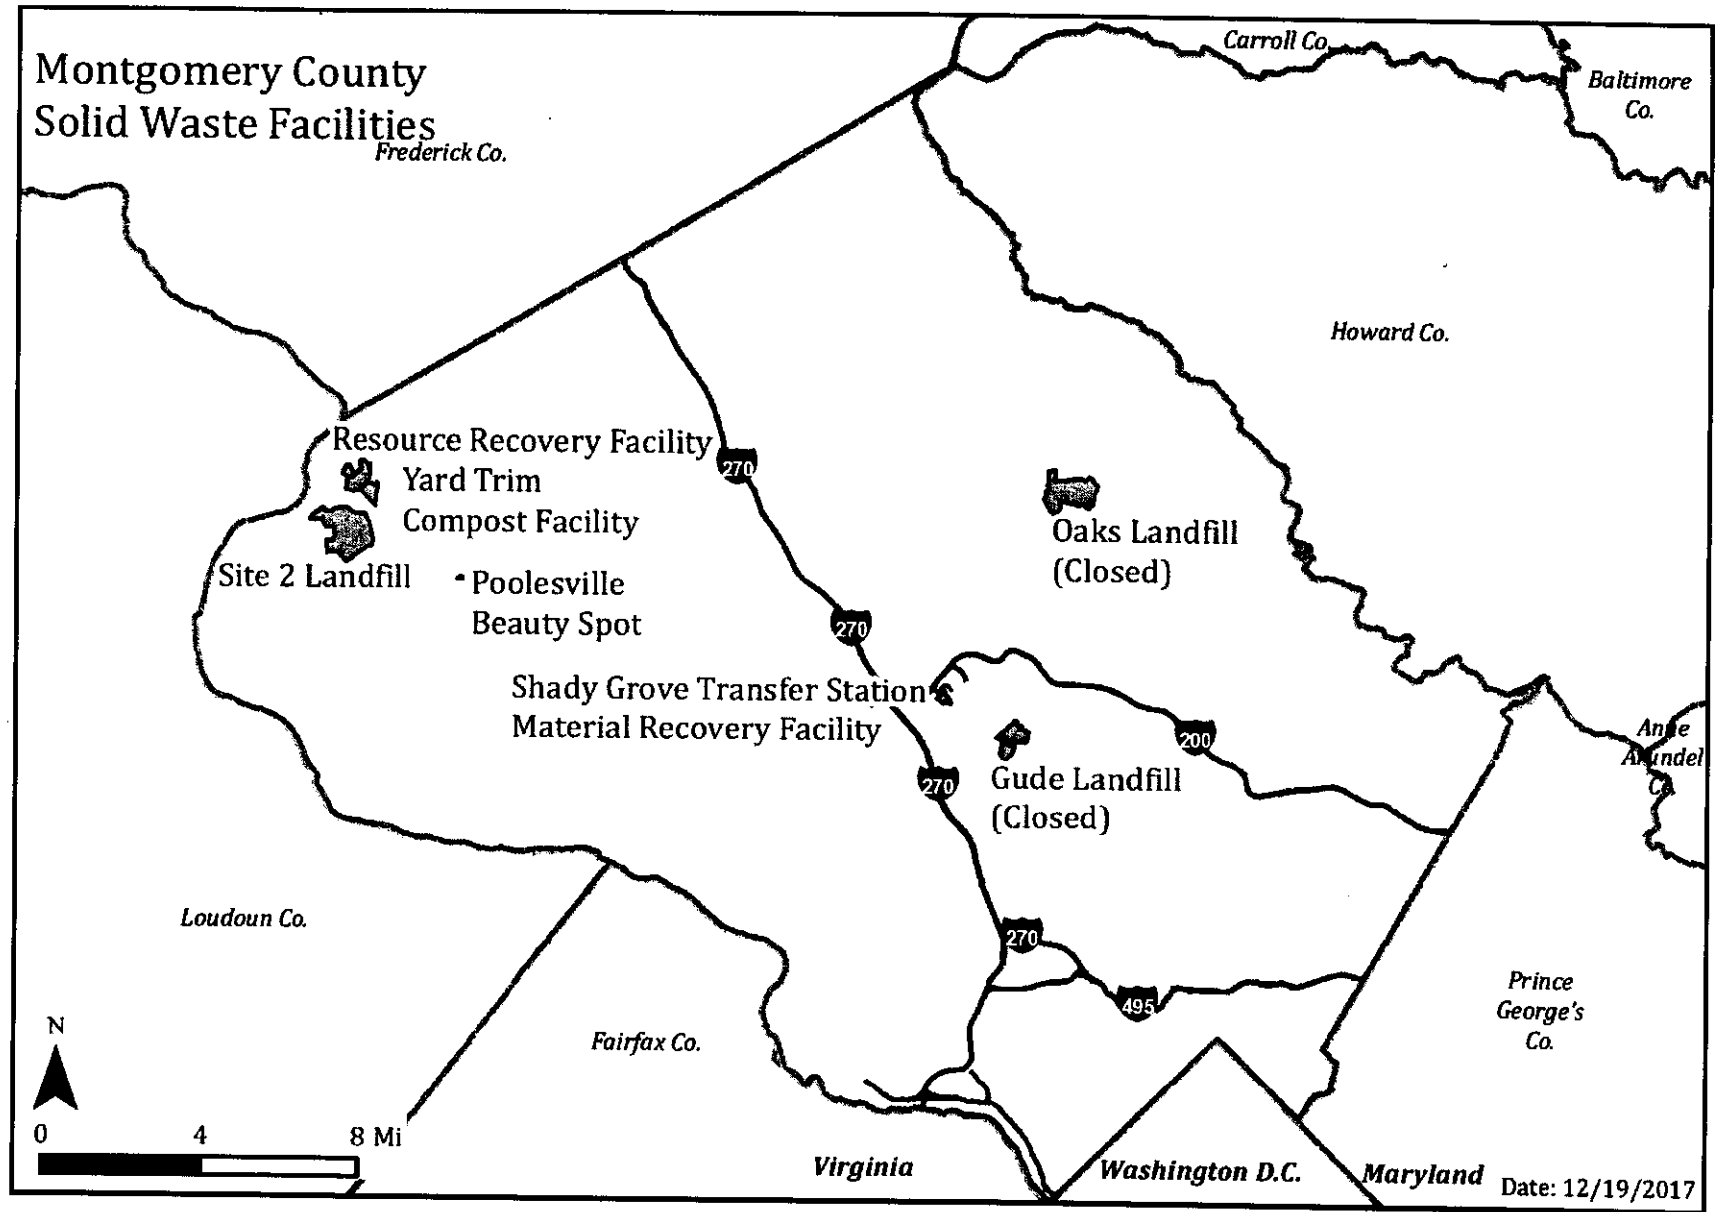 Montgomery County
Solid Waste Facilities
Frederick Co.
Carroll Co.
Baltimore
Co.
Howard Co.
Resource Recovery Facility
Yard Trim
Compost Facility
Site 2 Landfill
Poolesville
Beauty Spot
270
270
Oaks Landfill
(Closed)
Shady Grove Transfer Station
Material Recovery Facility
200
270
Gude Landfill
(Closed)
Anne
Arundel
Co.
Loudoun Co.
Fairfax Co.
270
495
Prince
George's
Co.
N
0 4 8 Mi
Virginia
Washington D.C.
Maryland
Date: 12/19/2017